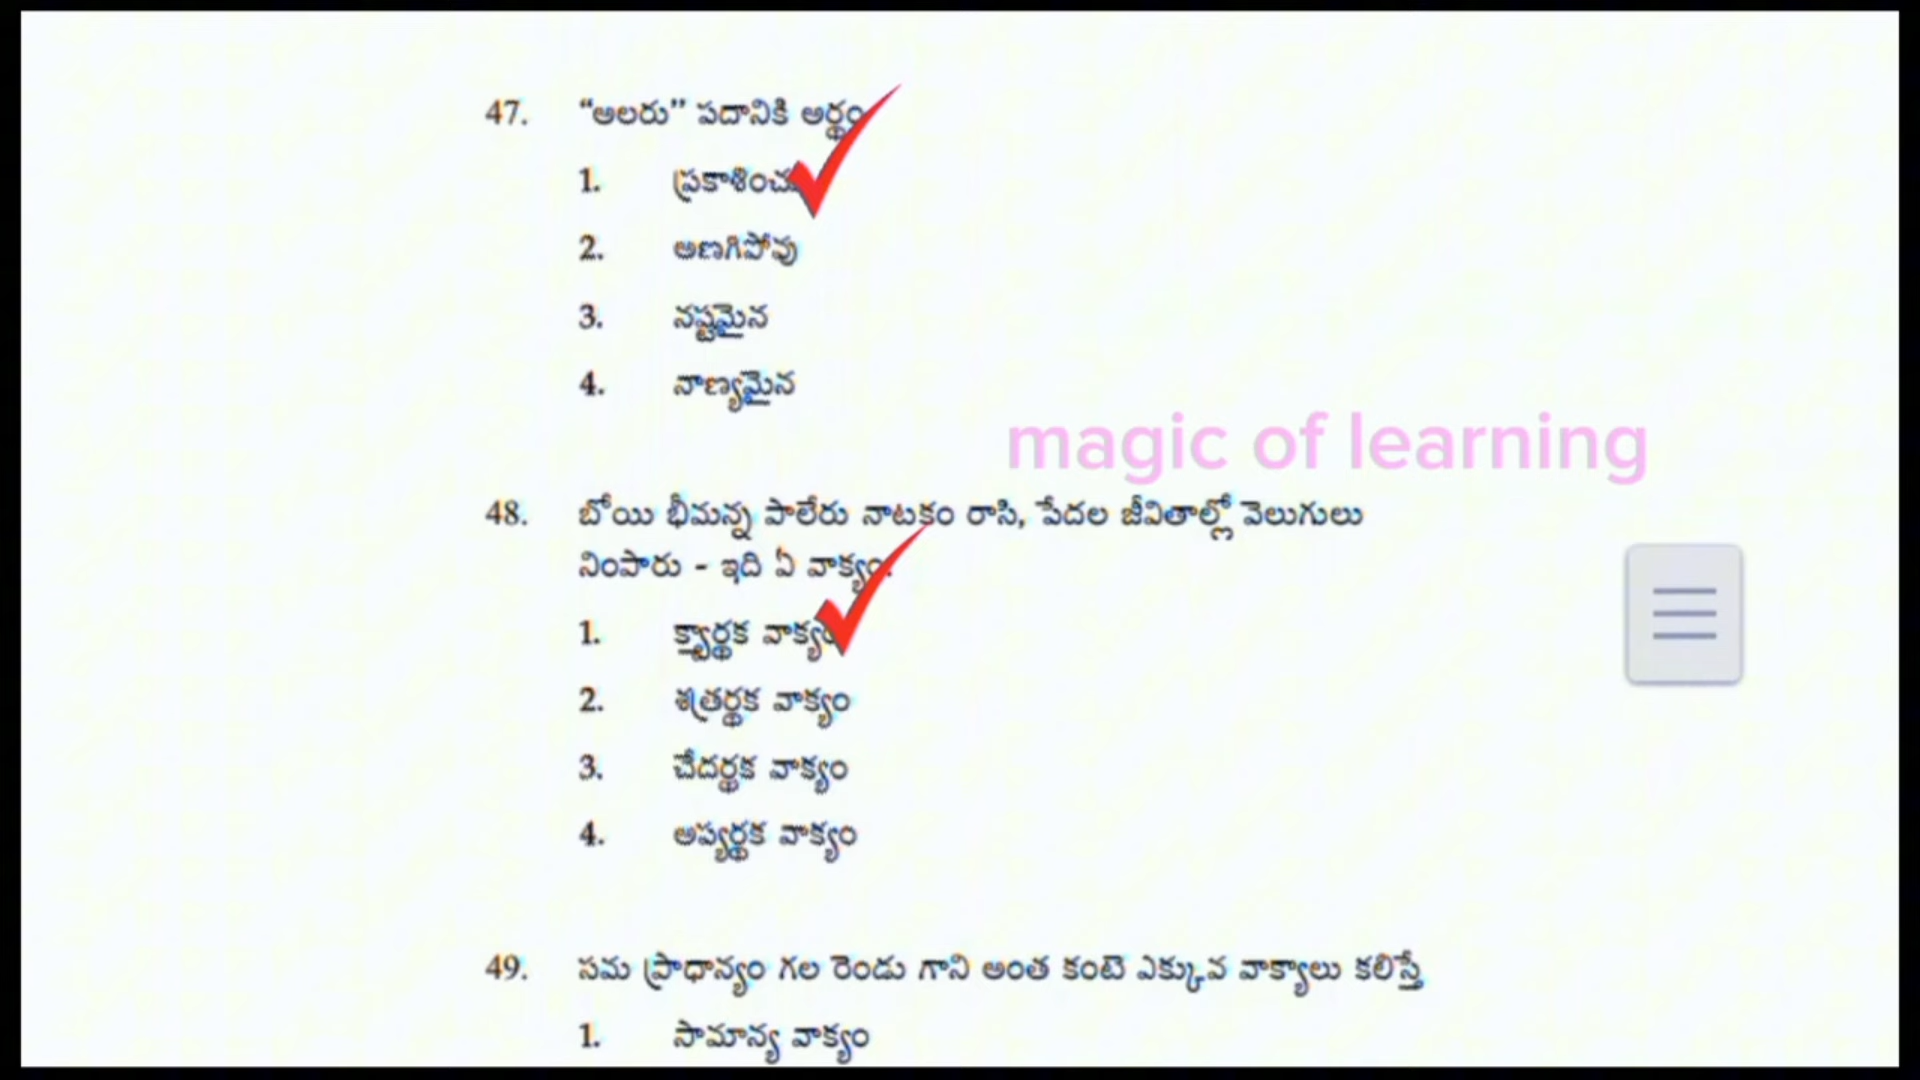 47. “అలరు” పదానికి అర్థం
1. ప్రకాశించు
2. అణగిపోవు
3. నష్టమైన
4. నాణ్యమైన
magic of learning
48. బోయి భీమన్న పాలేరు నాటకం రాసి, పేదల జీవితాల్లో వెలుగులు
నింపారు - ఇది ఏ వాక్యం.
1. క్త్వార్థక వాక్యం
2. శత్రర్థక వాక్యం
3. చేదర్థక వాక్యం
4. అప్యర్థక వాక్యం
49. సమ ప్రాధాన్యం గల రెండు గాని అంత కంటె ఎక్కువ వాక్యాలు కలిస్తే
1. సామాన్య వాక్యం